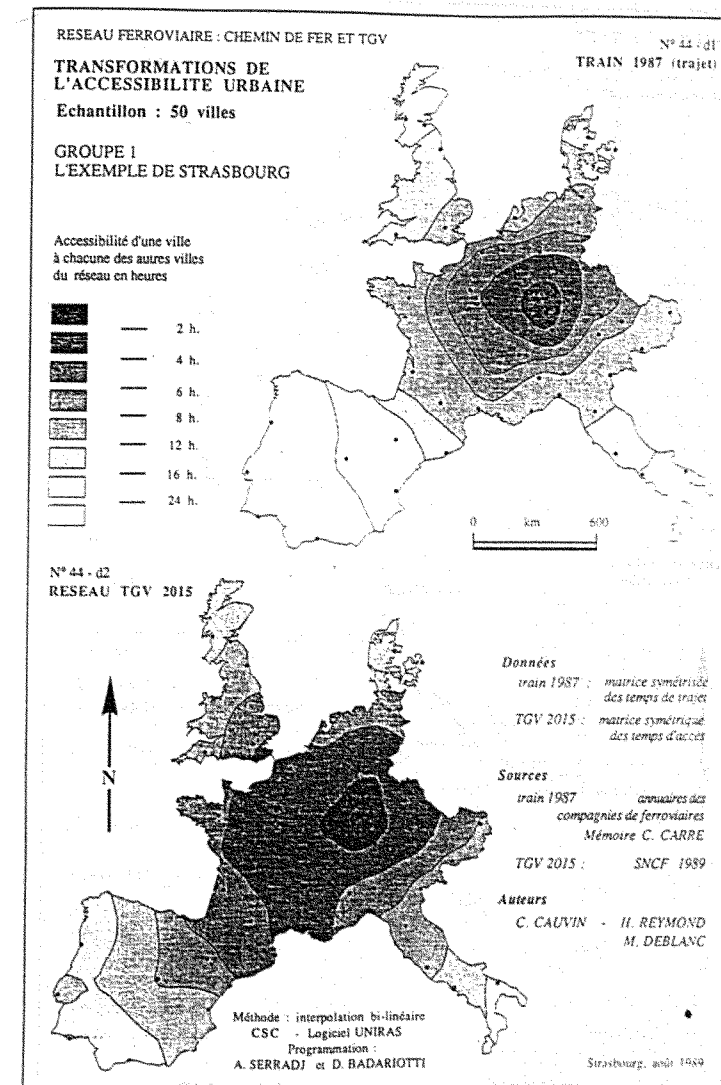 RESEAU FERROVIAIRE : CHEMIN DE FER ET TGV
TRANSFORMATIONS DE
L'ACCESSIBILITE URBAINE
Echantillon : 50 villes
GROUPE 1
L'EXEMPLE DE STRASBOURG
N° 44 - d1
TRAIN 1987 (trajet)
Accessibilité d'une ville
à chacune des autres villes
du réseau en heures
2 h.
4 h.
6 h.
8 h.
12 h.
16 h.
24 h.
0 km 600
N° 44 - d2
RESEAU TGV 2015
N
Données
train 1987 : matrice symétrisée
des temps de trajet
TGV 2015 : matrice symétrique
des temps d'accès
Sources
train 1987 annuaires des
compagnies de ferroviaires
Mémoire C. CARRE
TGV 2015 : SNCF 1989
Auteurs
C. CAUVIN - H. REYMOND
M. DEBLANC
Méthode : interpolation bi-linéaire
CSC - Logiciel UNIRAS
Programmation :
A. SERRADJ et D. BADARIOTTI
Strasbourg, août 1989